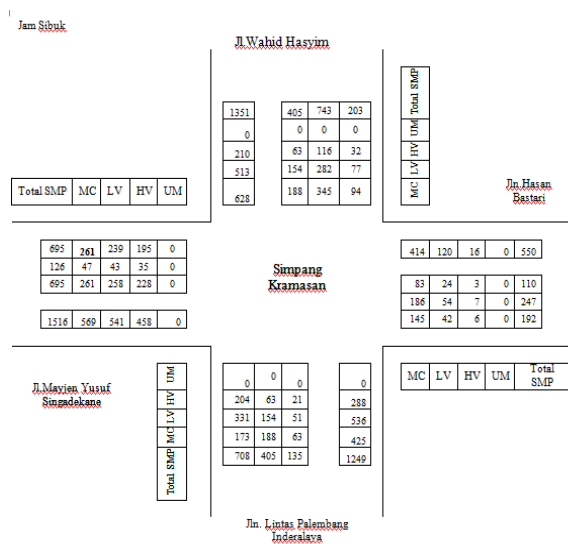 Jam Sibuk
Jl.Wahid Hasyim
1351 405 743 203
0 0 0 0
210 63 116 32
513 154 282 77
628 188 345 94
Total SMP
UM
HV
LV
MC
Total SMP MC LV HV UM
Jln.Hasan
Bastari
695 261 239 195 0
126 47 43 35 0
695 261 258 228 0
1516 569 541 458 0
Simpang
Kramasan
414 120 16 0 550
83 24 3 0 110
186 54 7 0 247
145 42 6 0 192
Jl.Mayjen Yusuf
Singadekane
UM
HV
LV
MC
Total SMP
0 0 0 0
204 63 21 288
331 154 51 536
173 188 63 425
708 405 135 1249
MC LV HV UM Total
SMP
Jln. Lintas Palembang
Inderalaya